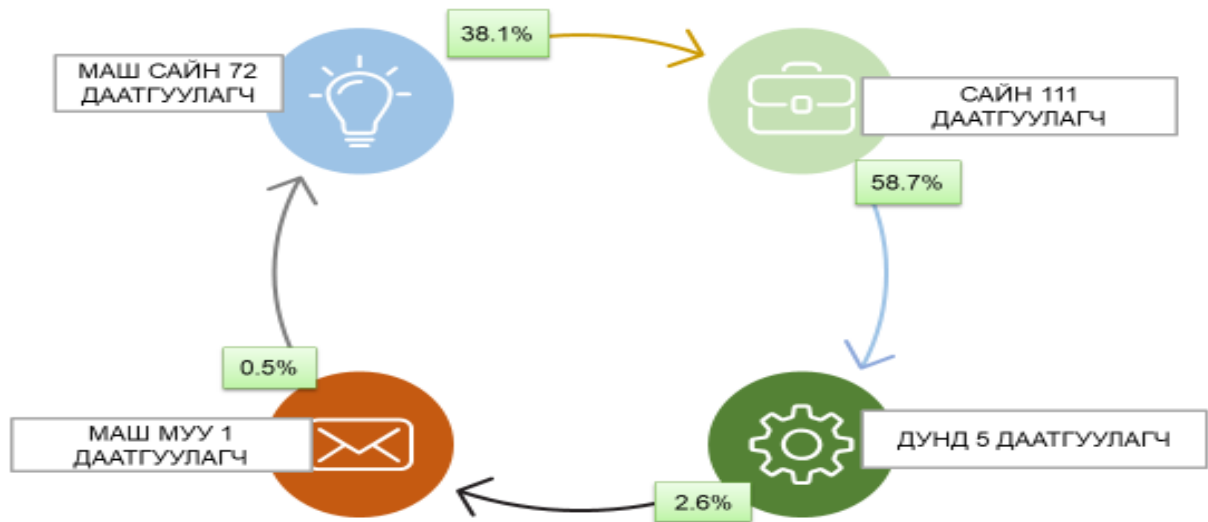 38.1%
МАШ САЙН 72
ДААТГУУЛАГЧ
САЙН 111
ДААТГУУЛАГЧ
58.7%
0.5%
МАШ МУУ 1
ДААТГУУЛАГЧ
ДУНД 5 ДААТГУУЛАГЧ
2.6%